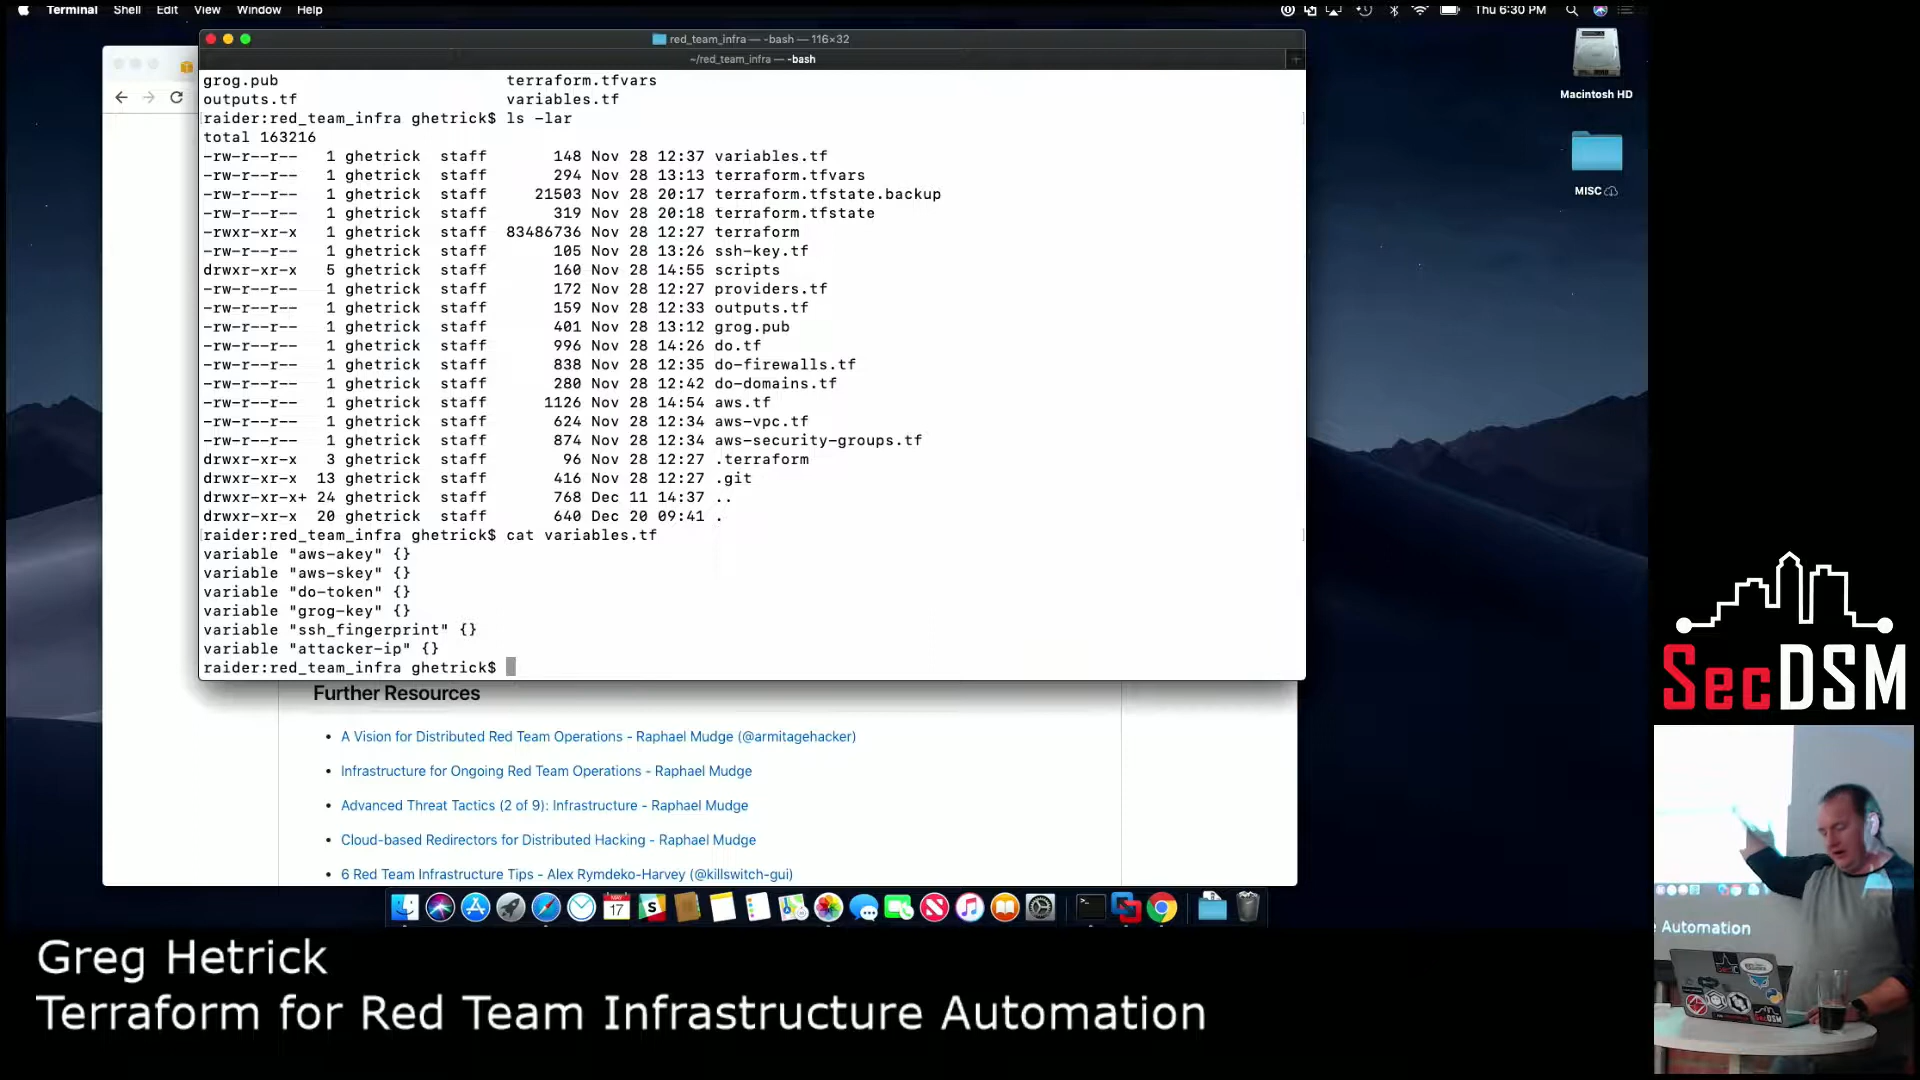 Terminal Shell Edit View Window Help Thu 6:30 PM
red_team_infra — -bash — 116×32
~/red_team_infra — -bash
grog.pub terraform.tfvars
outputs.tf variables.tf
raider:red_team_infra ghetrick$ ls -lar
total 163216
-rw-r--r-- 1 ghetrick staff 148 Nov 28 12:37 variables.tf
-rw-r--r-- 1 ghetrick staff 294 Nov 28 13:13 terraform.tfvars
-rw-r--r-- 1 ghetrick staff 21503 Nov 28 20:17 terraform.tfstate.backup
-rw-r--r-- 1 ghetrick staff 319 Nov 28 20:18 terraform.tfstate
-rwxr-xr-x 1 ghetrick staff 83486736 Nov 28 12:27 terraform
-rw-r--r-- 1 ghetrick staff 105 Nov 28 13:26 ssh-key.tf
drwxr-xr-x 5 ghetrick staff 160 Nov 28 14:55 scripts
-rw-r--r-- 1 ghetrick staff 172 Nov 28 12:27 providers.tf
-rw-r--r-- 1 ghetrick staff 159 Nov 28 12:33 outputs.tf
-rw-r--r-- 1 ghetrick staff 401 Nov 28 13:12 grog.pub
-rw-r--r-- 1 ghetrick staff 996 Nov 28 14:26 do.tf
-rw-r--r-- 1 ghetrick staff 838 Nov 28 12:35 do-firewalls.tf
-rw-r--r-- 1 ghetrick staff 280 Nov 28 12:42 do-domains.tf
-rw-r--r-- 1 ghetrick staff 1126 Nov 28 14:54 aws.tf
-rw-r--r-- 1 ghetrick staff 624 Nov 28 12:34 aws-vpc.tf
-rw-r--r-- 1 ghetrick staff 874 Nov 28 12:34 aws-security-groups.tf
drwxr-xr-x 3 ghetrick staff 96 Nov 28 12:27 .terraform
drwxr-xr-x 13 ghetrick staff 416 Nov 28 12:27 .git
drwxr-xr-x+ 24 ghetrick staff 768 Dec 11 14:37 ..
drwxr-xr-x 20 ghetrick staff 640 Dec 20 09:41 .
raider:red_team_infra ghetrick$ cat variables.tf
variable "aws-akey" {}
variable "aws-skey" {}
variable "do-token" {}
variable "grog-key" {}
variable "ssh_fingerprint" {}
variable "attacker-ip" {}
raider:red_team_infra ghetrick$
Macintosh HD
MISC
Further Resources
• A Vision for Distributed Red Team Operations - Raphael Mudge (@armitagehacker)
• Infrastructure for Ongoing Red Team Operations - Raphael Mudge
• Advanced Threat Tactics (2 of 9): Infrastructure - Raphael Mudge
• Cloud-based Redirectors for Distributed Hacking - Raphael Mudge
• 6 Red Team Infrastructure Tips - Alex Rymdeko-Harvey (@killswitch-gui)
17
SecDSM
e Automation
SecDSM
Greg Hetrick
Terraform for Red Team Infrastructure Automation